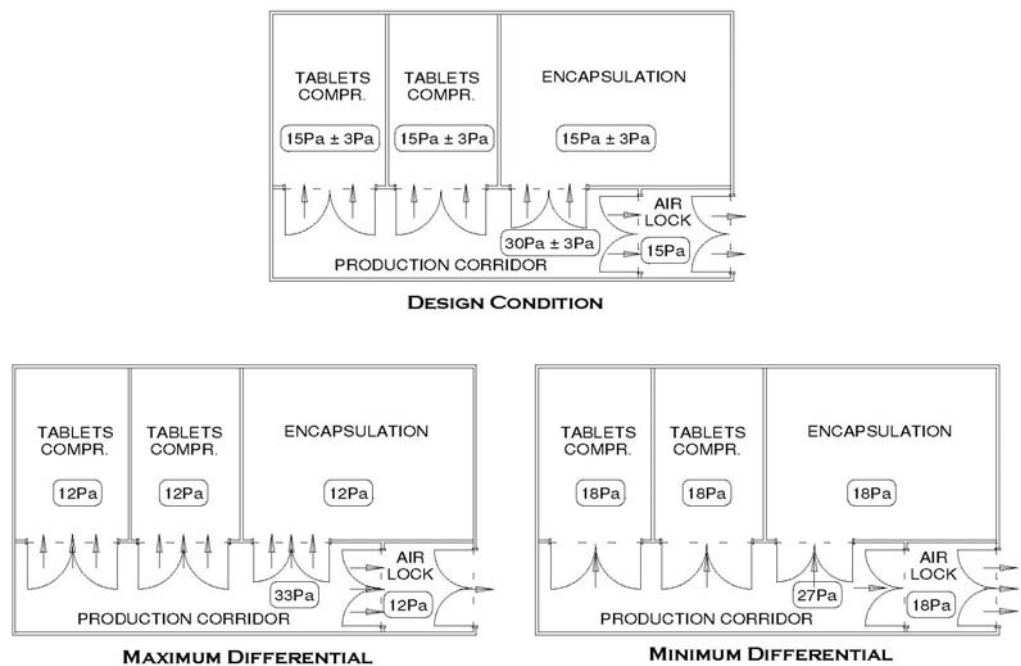 TABLETS
COMPR.
TABLETS
COMPR.
ENCAPSULATION
15Pa ± 3Pa
15Pa ± 3Pa
15Pa ± 3Pa
AIR
LOCK
30Pa ± 3Pa
15Pa
PRODUCTION CORRIDOR
DESIGN CONDITION
TABLETS
COMPR.
TABLETS
COMPR.
ENCAPSULATION
12Pa
12Pa
12Pa
AIR
LOCK
33Pa
12Pa
PRODUCTION CORRIDOR
MAXIMUM DIFFERENTIAL
TABLETS
COMPR.
TABLETS
COMPR.
ENCAPSULATION
18Pa
18Pa
18Pa
AIR
LOCK
27Pa
18Pa
PRODUCTION CORRIDOR
MINIMUM DIFFERENTIAL